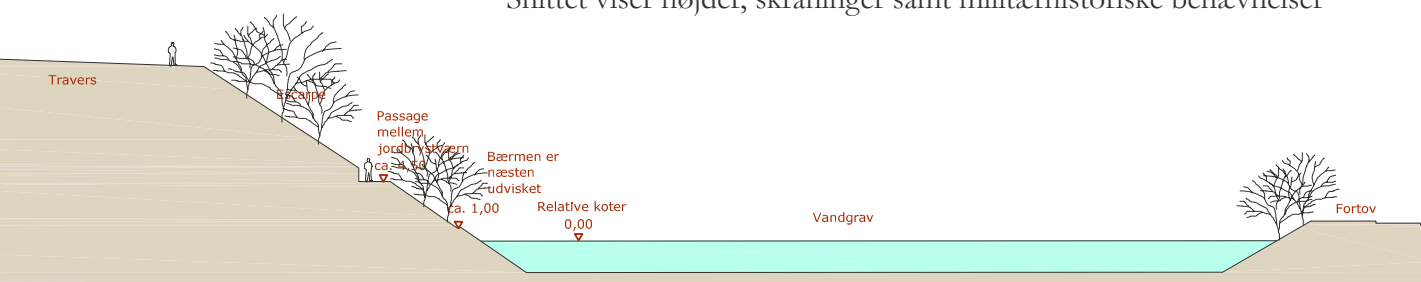 Snittet viser højder, skråninger samt militærhistoriske benævnelser
Travers
Escarpe
Passage
mellem
jordbrystværn
ca. 4,50
Bærmen er
næsten
udvisket
ca. 1,00
Relative koter
0,00
Vandgrav
Fortov